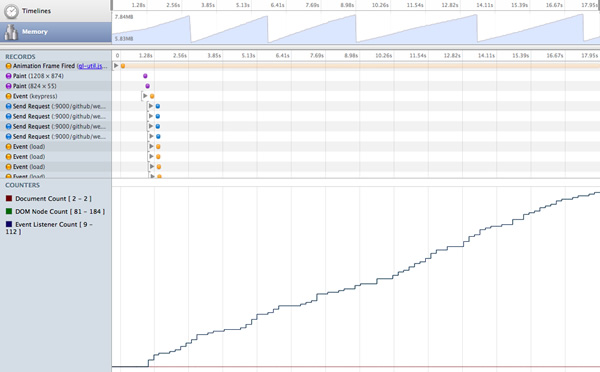 Timelines
1.28s 2.56s 3.85s 5.13s 6.41s 7.69s 8.98s 10.26s 11.54s 12.82s 14.11s 15.39s 16.67s 17.95s
7.84MB
Memory
5.83MB
RECORDS
0 1.28s 2.56s 3.85s 5.13s 6.41s 7.69s 8.98s 10.26s 11.54s 12.82s 14.11s 15.39s 16.67s 17.95s
Animation Frame Fired (gl-util.js...
Paint (1208 × 874)
Paint (824 × 55)
Event (keypress)
Send Request (:9000/github/we...
Send Request (:9000/github/we...
Send Request (:9000/github/we...
Send Request (:9000/github/we...
Event (load)
Event (load)
Event (load)
Event (load)
COUNTERS
Document Count [ 2 - 2 ]
DOM Node Count [ 81 - 184 ]
Event Listener Count [ 9 -
112 ]